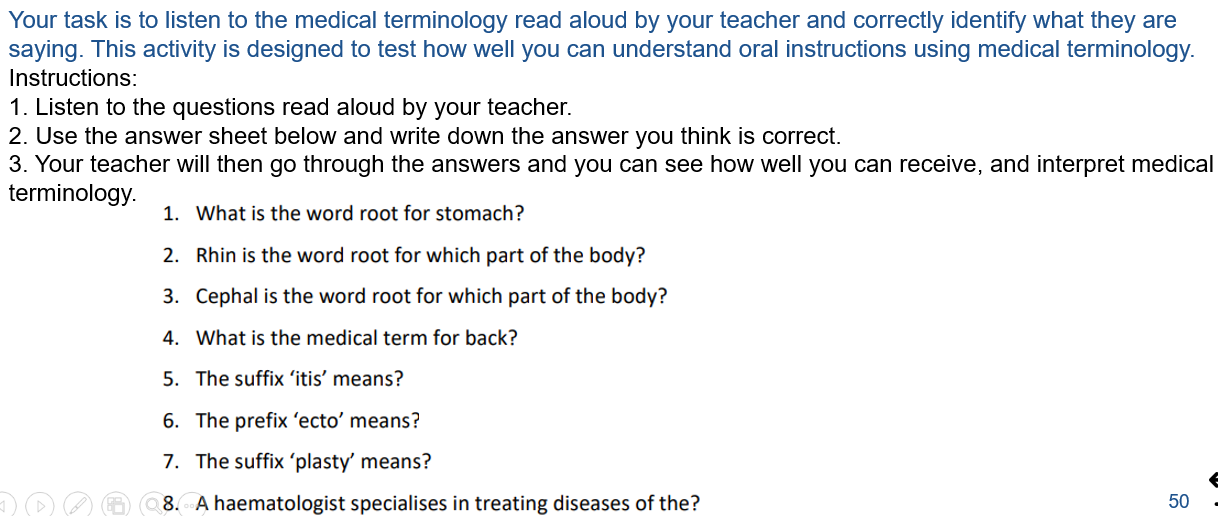 Your task is to listen to the medical terminology read aloud by your teacher and correctly identify what they are
saying. This activity is designed to test how well you can understand oral instructions using medical terminology.
Instructions:
1. Listen to the questions read aloud by your teacher.
2. Use the answer sheet below and write down the answer you think is correct.
3. Your teacher will then go through the answers and you can see how well you can receive, and interpret medical
terminology.
1. What is the word root for stomach?
2. Rhin is the word root for which part of the body?
3. Cephal is the word root for which part of the body?
4. What is the medical term for back?
5. The suffix ‘itis’ means?
6. The prefix ‘ecto’ means?
7. The suffix ‘plasty’ means?
8. A haematologist specialises in treating diseases of the?
50